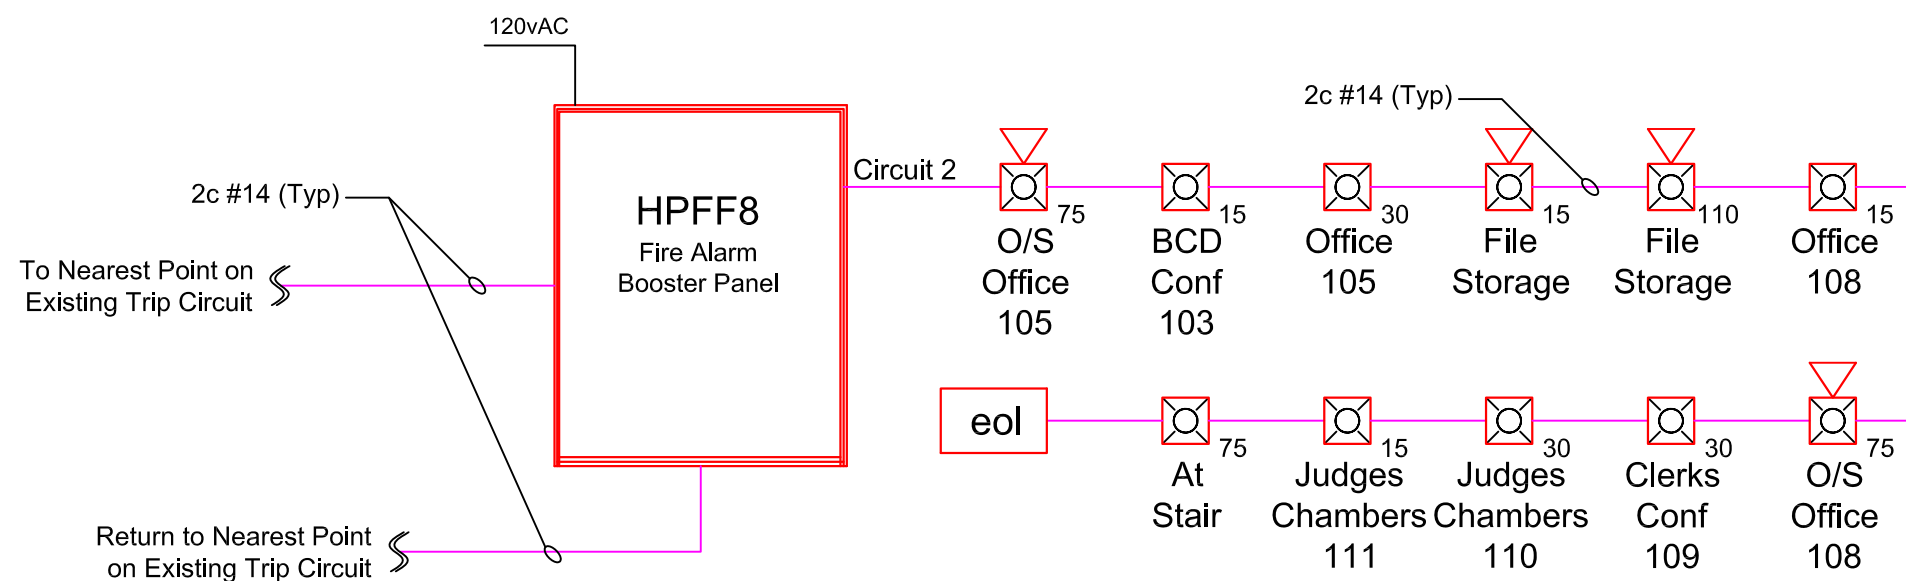 120vAC
2c #14 (Typ)
To Nearest Point on
Existing Trip Circuit
Return to Nearest Point
on Existing Trip Circuit
HPFF8
Fire Alarm
Booster Panel
Circuit 2
2c #14 (Typ)
75
O/S
Office
105
15
BCD
Conf
103
30
Office
105
15
File
Storage
110
File
Storage
15
Office
108
eol
75
At
Stair
15
Judges
Chambers
111
30
Judges
Chambers
110
30
Clerks
Conf
109
75
O/S
Office
108